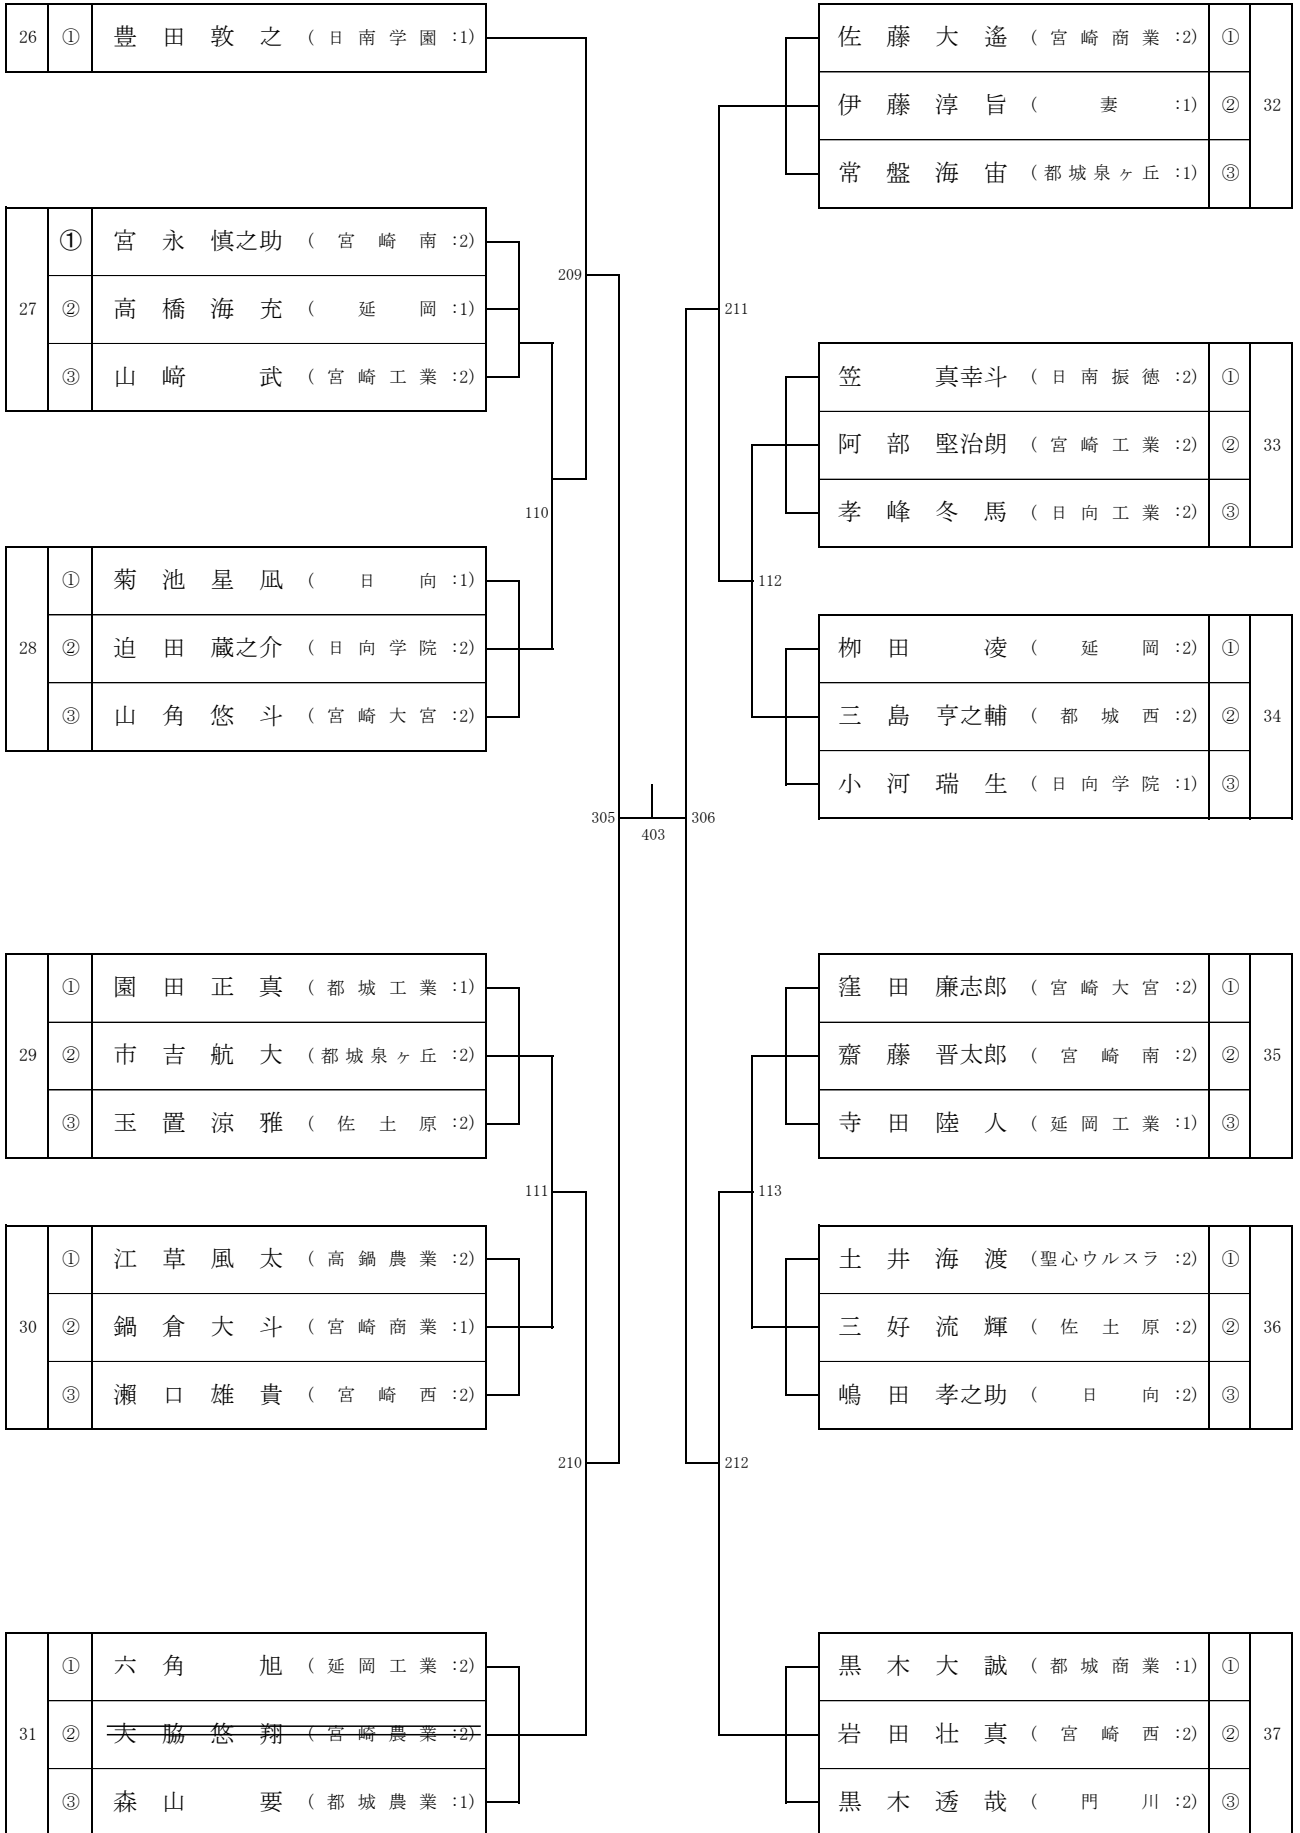 26 ① 豊田敦之 (日南学園:1)
27
① 宮永慎之助 (宮崎南:2)
② 高橋海充 (延岡:1)
③ 山﨑武 (宮崎工業:2)
209
110
28
① 菊池星凪 (日向:1)
② 迫田蔵之介 (日向学院:2)
③ 山角悠斗 (宮崎大宮:2)
305
403
29
① 園田正真 (都城工業:1)
② 市吉航大 (都城泉ヶ丘:2)
③ 玉置涼雅 (佐土原:2)
111
30
① 江草風太 (高鍋農業:2)
② 鍋倉大斗 (宮崎商業:1)
③ 瀬口雄貴 (宮崎西:2)
210
31
① 六角旭 (延岡工業:2)
② 大脇悠翔 (宮崎農業:2)
③ 森山要 (都城農業:1)
佐藤大遙 (宮崎商業:2) ①
伊藤淳旨 (妻:1) ②
常盤海宙 (都城泉ヶ丘:1) ③
32
211
笠真幸斗 (日南振徳:2) ①
阿部堅治朗 (宮崎工業:2) ②
孝峰冬馬 (日向工業:2) ③
33
112
栁田凌 (延岡:2) ①
三島亨之輔 (都城西:2) ②
小河瑞生 (日向学院:1) ③
34
306
窪田廉志郎 (宮崎大宮:2) ①
齋藤晋太郎 (宮崎南:2) ②
寺田陸人 (延岡工業:1) ③
35
113
土井海渡 (聖心ウルスラ:2) ①
三好流輝 (佐土原:2) ②
嶋田孝之助 (日向:2) ③
36
212
黒木大誠 (都城商業:1) ①
岩田壮真 (宮崎西:2) ②
黒木透哉 (門川:2) ③
37